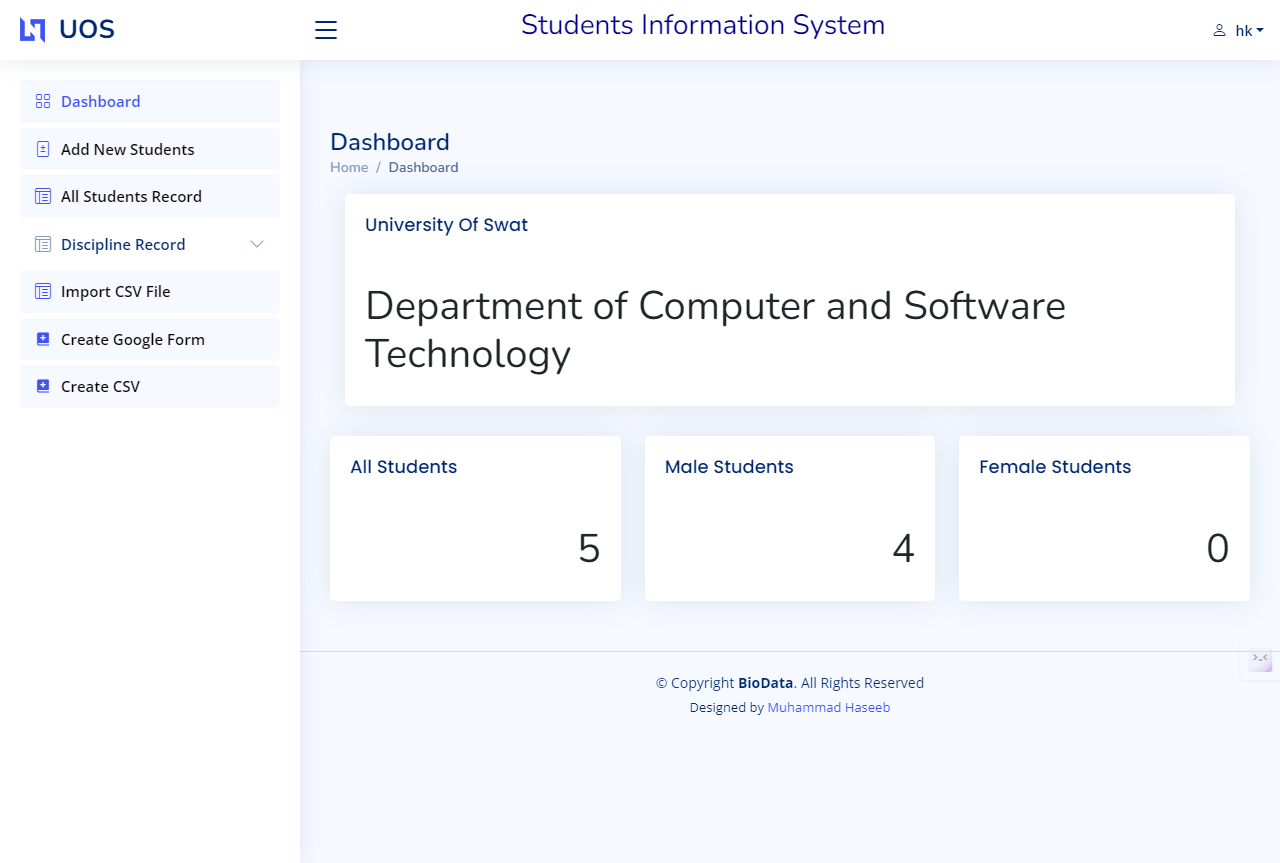 UOS
Students Information System
hk
Dashboard
Add New Students
All Students Record
Discipline Record
Import CSV File
Create Google Form
Create CSV
Dashboard
Home / Dashboard
University Of Swat
Department of Computer and Software
Technology
All Students
5
Male Students
4
Female Students
0
© Copyright BioData. All Rights Reserved
Designed by Muhammad Haseeb